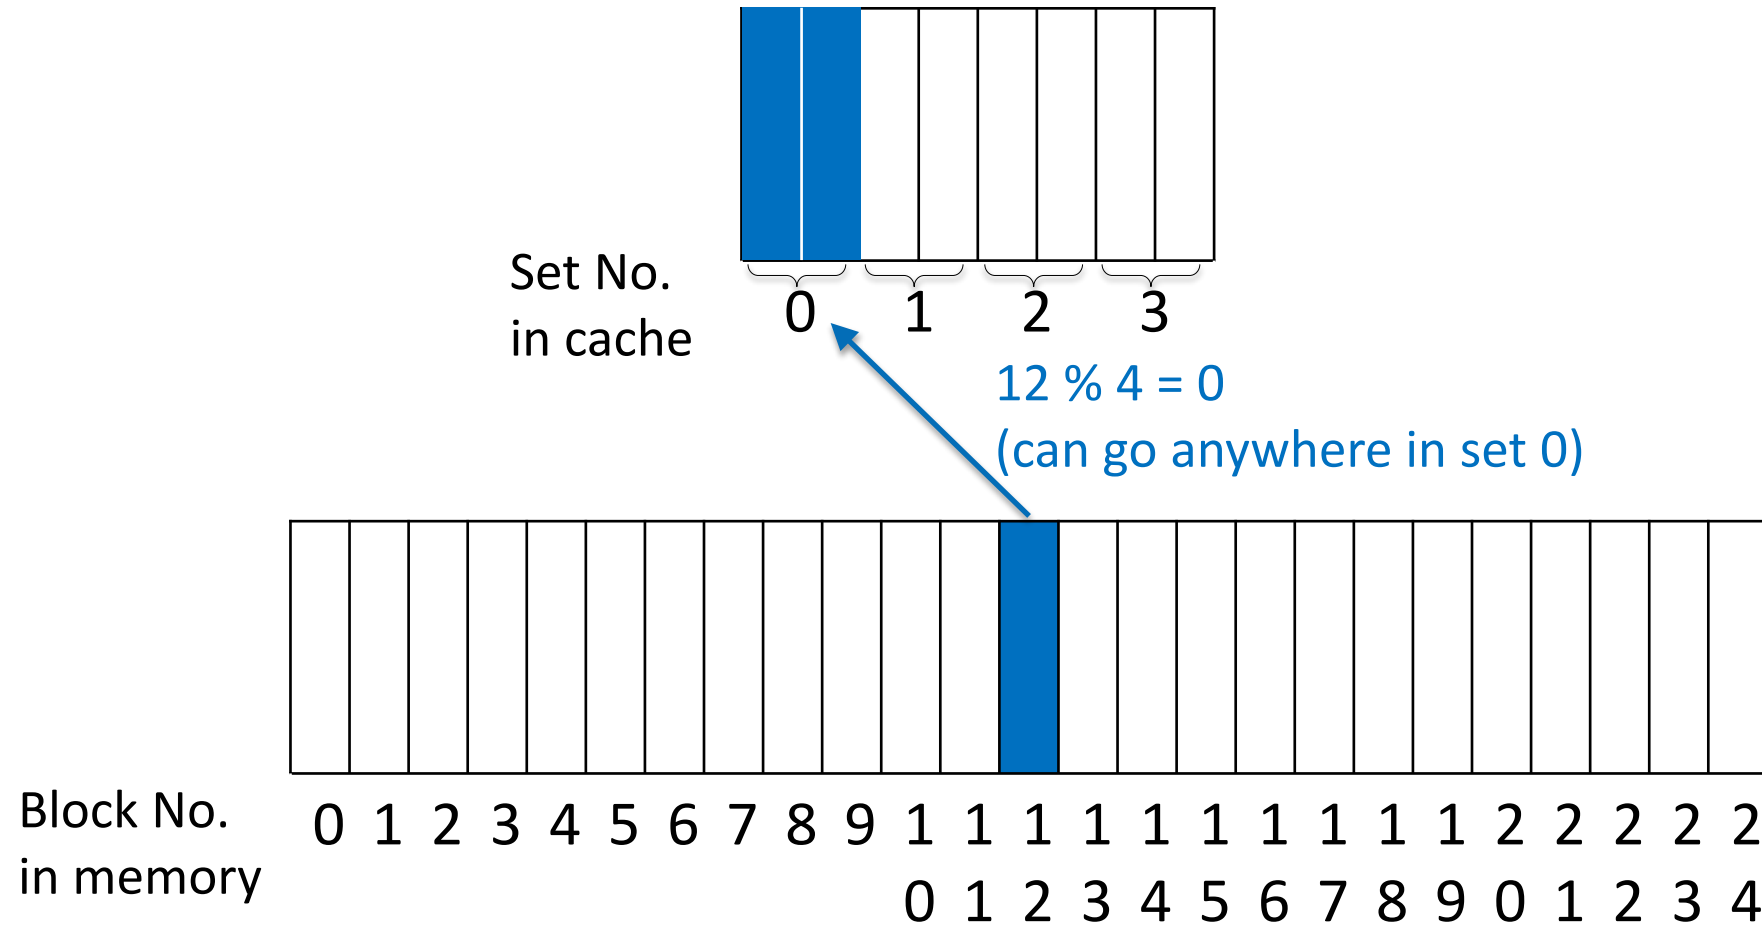 Set No.
in cache
0 1 2 3
12 % 4 = 0
(can go anywhere in set 0)
Block No.
in memory
0 1 2 3 4 5 6 7 8 9 1 1 1 1 1 1 1 1 1 1 2 2 2 2 2
0 1 2 3 4 5 6 7 8 9 0 1 2 3 4